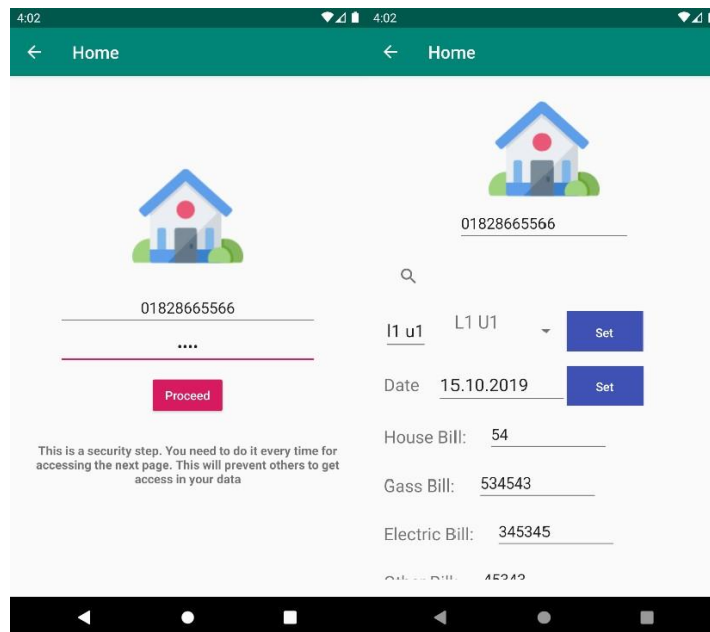 4:02
Home
01828665566
••••
Proceed
This is a security step. You need to do it every time for
accessing the next page. This will prevent others to get
access in your data
4:02
Home
01828665566
l1 u1 L1 U1 Set
Date 15.10.2019 Set
House Bill: 54
Gass Bill: 534543
Electric Bill: 345345
Other Bill: 45343